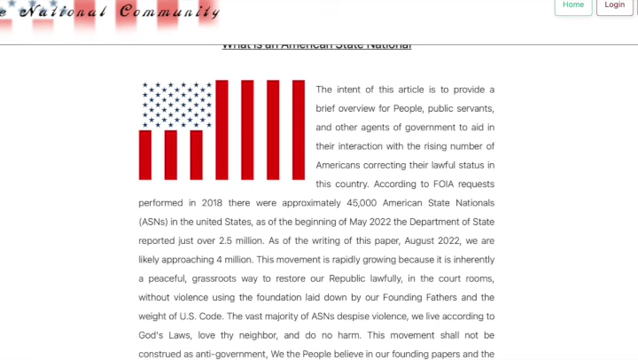 e National Community
Home
Login
What is an American State National
The intent of this article is to provide a
brief overview for People, public servants,
and other agents of government to aid in
their interaction with the rising number of
Americans correcting their lawful status in
this country. According to FOIA requests
performed in 2018 there were approximately 45,000 American State Nationals
(ASNs) in the united States, as of the beginning of May 2022 the Department of State
reported just over 2.5 million. As of the writing of this paper, August 2022, we are
likely approaching 4 million. This movement is rapidly growing because it is inherently
a peaceful, grassroots way to restore our Republic lawfully, in the court rooms,
without violence using the foundation laid down by our Founding Fathers and the
weight of U.S. Code. The vast majority of ASNs despise violence, we live according to
God's Laws, love thy neighbor, and do no harm. This movement shall not be
construed as anti-government, We the People believe in our founding papers and the